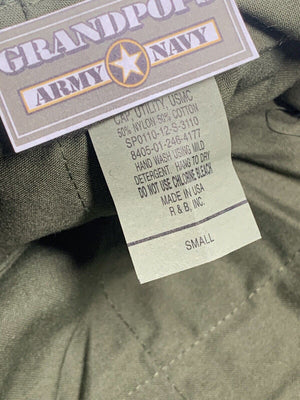 GRANDPOP'S
ARMY NAVY
CAP, UTILITY, USMC
50% NYLON 50% COTTON
SP0110-12-S-3110
8405-01-246-4177
HAND WASH USING MILD
DETERGENT. HANG TO DRY
DO NOT USE CHLORINE BLEACH
MADE IN USA
R & B, INC.
SMALL